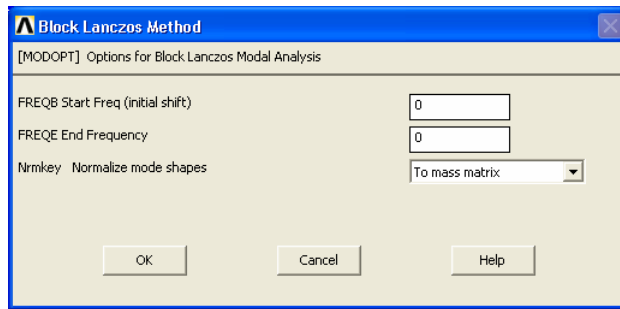 Block Lanczos Method
[MODOPT] Options for Block Lanczos Modal Analysis
FREQB Start Freq (initial shift) 0
FREQE End Frequency 0
Nrmkey Normalize mode shapes To mass matrix
OK Cancel Help